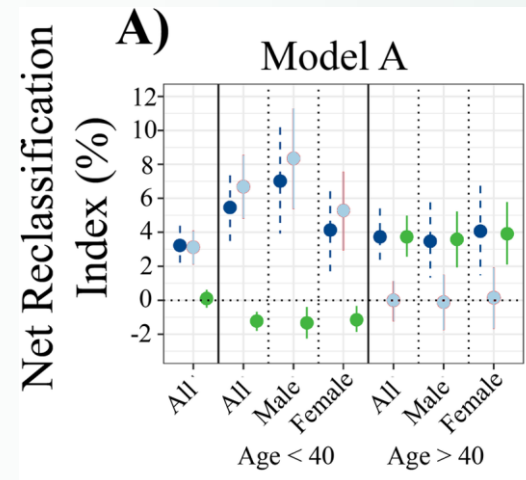 A)
Model A
Net Reclassification
Index (%)
12
10
8
6
4
2
0
-2
All
All
Male
Female
All
Male
Female
Age < 40
Age > 40